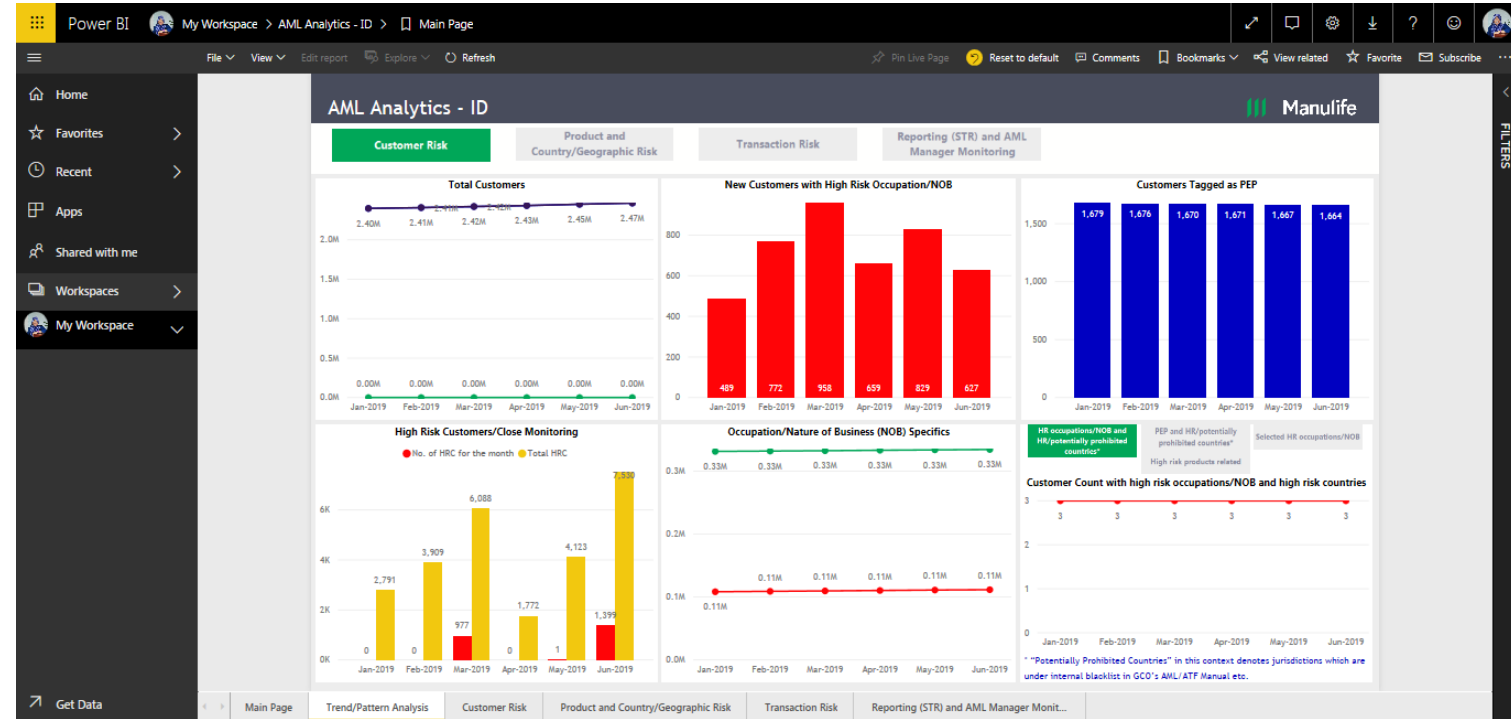 Power BI
My Workspace > AML Analytics - ID > Main Page
?
File View Edit report Explore Refresh
Pin Live Page Reset to default Comments Bookmarks View related Favorite Subscribe ...
Home
Favorites
Recent
Apps
Shared with me
Workspaces
My Workspace
Get Data
FILTERS
AML Analytics - ID
Manulife
Customer Risk
Product and
Country/Geographic Risk
Transaction Risk
Reporting (STR) and AML
Manager Monitoring
Total Customers
2.41M 2.42M
2.40M 2.41M 2.42M 2.43M 2.45M 2.47M
2.0M
1.5M
1.0M
0.5M
0.00M 0.00M 0.00M 0.00M 0.00M 0.00M
0.0M
Jan-2019 Feb-2019 Mar-2019 Apr-2019 May-2019 Jun-2019
New Customers with High Risk Occupation/NOB
800
600
400
200
489 772 958 659 829 627
0
Jan-2019 Feb-2019 Mar-2019 Apr-2019 May-2019 Jun-2019
Customers Tagged as PEP
1,679 1,676 1,670 1,671 1,667 1,664
1,500
1,000
500
0
Jan-2019 Feb-2019 Mar-2019 Apr-2019 May-2019 Jun-2019
High Risk Customers/Close Monitoring
No. of HRC for the month Total HRC
7,530
6,088
6K
4,123
3,909
4K
2,791
1,772
2K
1,399
977
0 0 0 1
0K
Jan-2019 Feb-2019 Mar-2019 Apr-2019 May-2019 Jun-2019
Occupation/Nature of Business (NOB) Specifics
0.3M
0.33M 0.33M 0.33M 0.33M 0.33M 0.33M
0.2M
0.11M 0.11M 0.11M 0.11M 0.11M
0.1M
0.11M
0.0M
Jan-2019 Feb-2019 Mar-2019 Apr-2019 May-2019 Jun-2019
HR occupations/NOB and
HR/potentially prohibited
countries*
PEP and HR/potentially
prohibited countries*
Selected HR occupations/NOB
High risk products related
Customer Count with high risk occupations/NOB and high risk countries
3
3 3 3 3 3 3
2
1
0
Jan-2019 Feb-2019 Mar-2019 Apr-2019 May-2019 Jun-2019
* "Potentially Prohibited Countries" in this context denotes jurisdictions which are
under internal blacklist in GCO's AML/ATF Manual etc.
Main Page Trend/Pattern Analysis Customer Risk Product and Country/Geographic Risk Transaction Risk Reporting (STR) and AML Manager Monit...